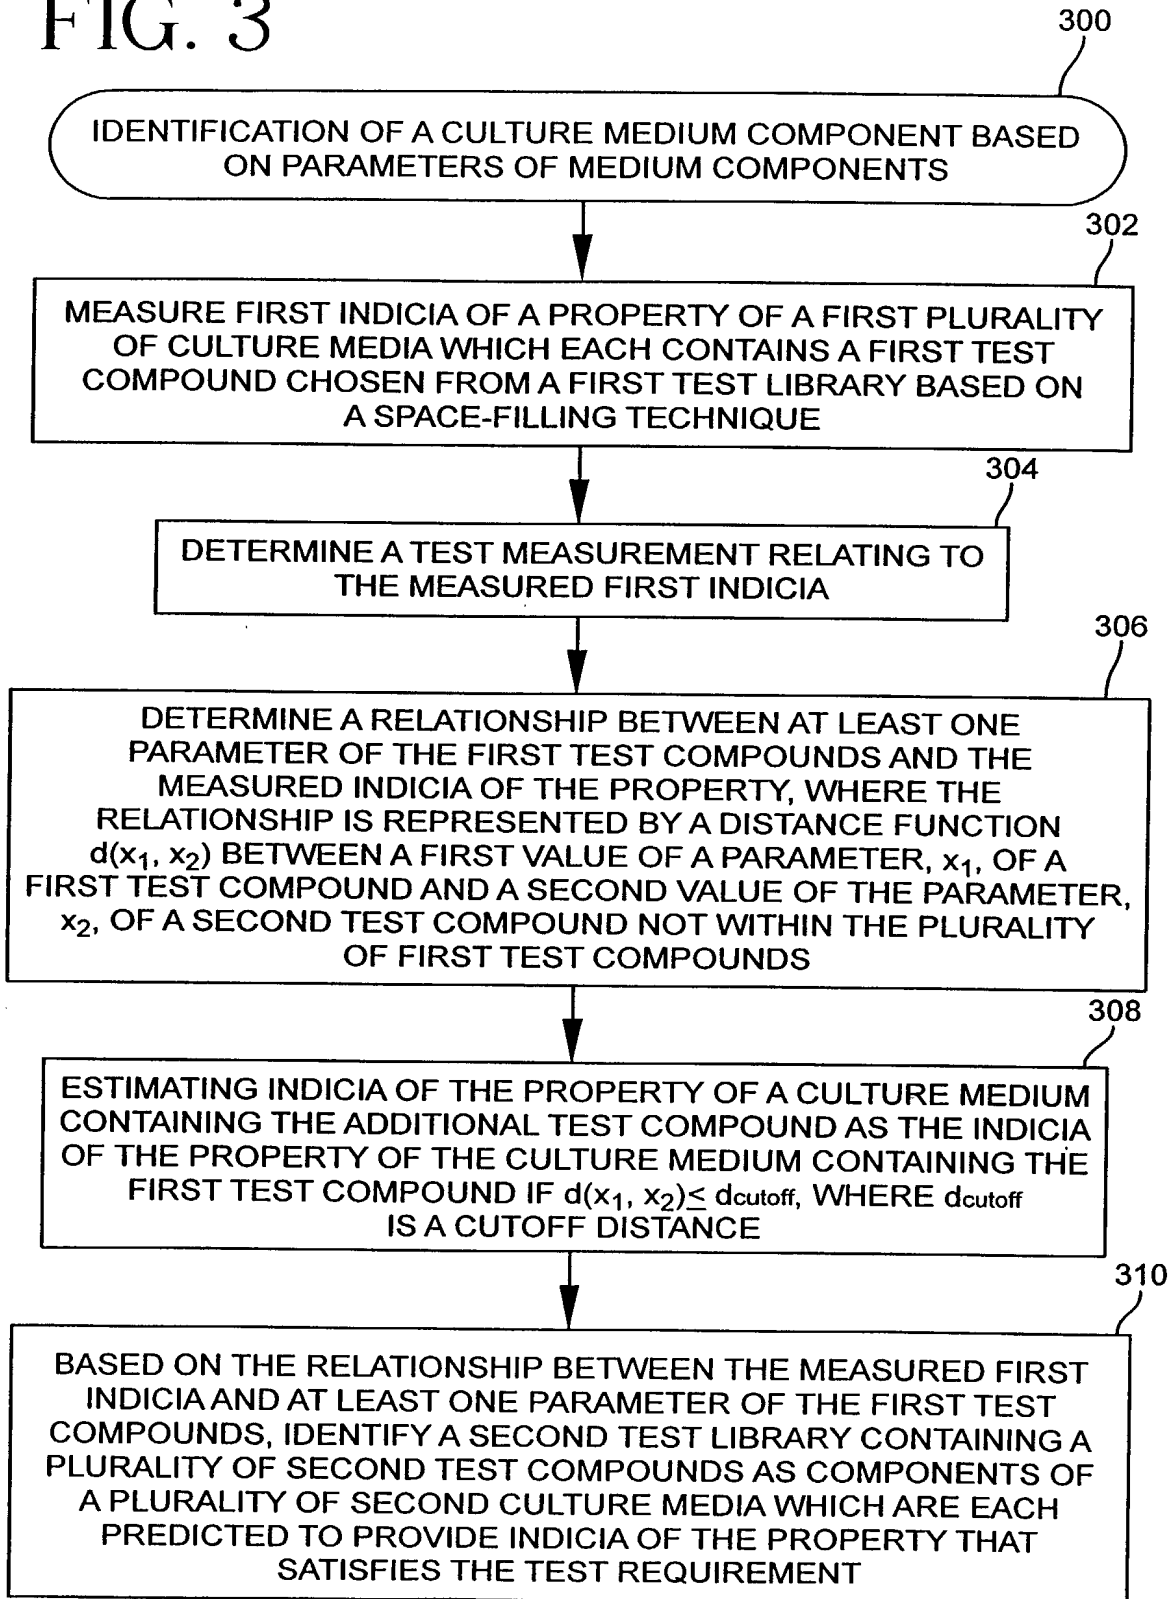 FIG. 3
300
IDENTIFICATION OF A CULTURE MEDIUM COMPONENT BASED
ON PARAMETERS OF MEDIUM COMPONENTS
302
MEASURE FIRST INDICIA OF A PROPERTY OF A FIRST PLURALITY
OF CULTURE MEDIA WHICH EACH CONTAINS A FIRST TEST
COMPOUND CHOSEN FROM A FIRST TEST LIBRARY BASED ON
A SPACE-FILLING TECHNIQUE
304
DETERMINE A TEST MEASUREMENT RELATING TO
THE MEASURED FIRST INDICIA
306
DETERMINE A RELATIONSHIP BETWEEN AT LEAST ONE
PARAMETER OF THE FIRST TEST COMPOUNDS AND THE
MEASURED INDICIA OF THE PROPERTY, WHERE THE
RELATIONSHIP IS REPRESENTED BY A DISTANCE FUNCTION
d(x₁, x₂) BETWEEN A FIRST VALUE OF A PARAMETER, x₁, OF A
FIRST TEST COMPOUND AND A SECOND VALUE OF THE PARAMETER,
x₂, OF A SECOND TEST COMPOUND NOT WITHIN THE PLURALITY
OF FIRST TEST COMPOUNDS
308
ESTIMATING INDICIA OF THE PROPERTY OF A CULTURE MEDIUM
CONTAINING THE ADDITIONAL TEST COMPOUND AS THE INDICIA
OF THE PROPERTY OF THE CULTURE MEDIUM CONTAINING THE
FIRST TEST COMPOUND IF d(x₁, x₂)≤ dcutoff, WHERE dcutoff
IS A CUTOFF DISTANCE
310
BASED ON THE RELATIONSHIP BETWEEN THE MEASURED FIRST
INDICIA AND AT LEAST ONE PARAMETER OF THE FIRST TEST
COMPOUNDS, IDENTIFY A SECOND TEST LIBRARY CONTAINING A
PLURALITY OF SECOND TEST COMPOUNDS AS COMPONENTS OF
A PLURALITY OF SECOND CULTURE MEDIA WHICH ARE EACH
PREDICTED TO PROVIDE INDICIA OF THE PROPERTY THAT
SATISFIES THE TEST REQUIREMENT